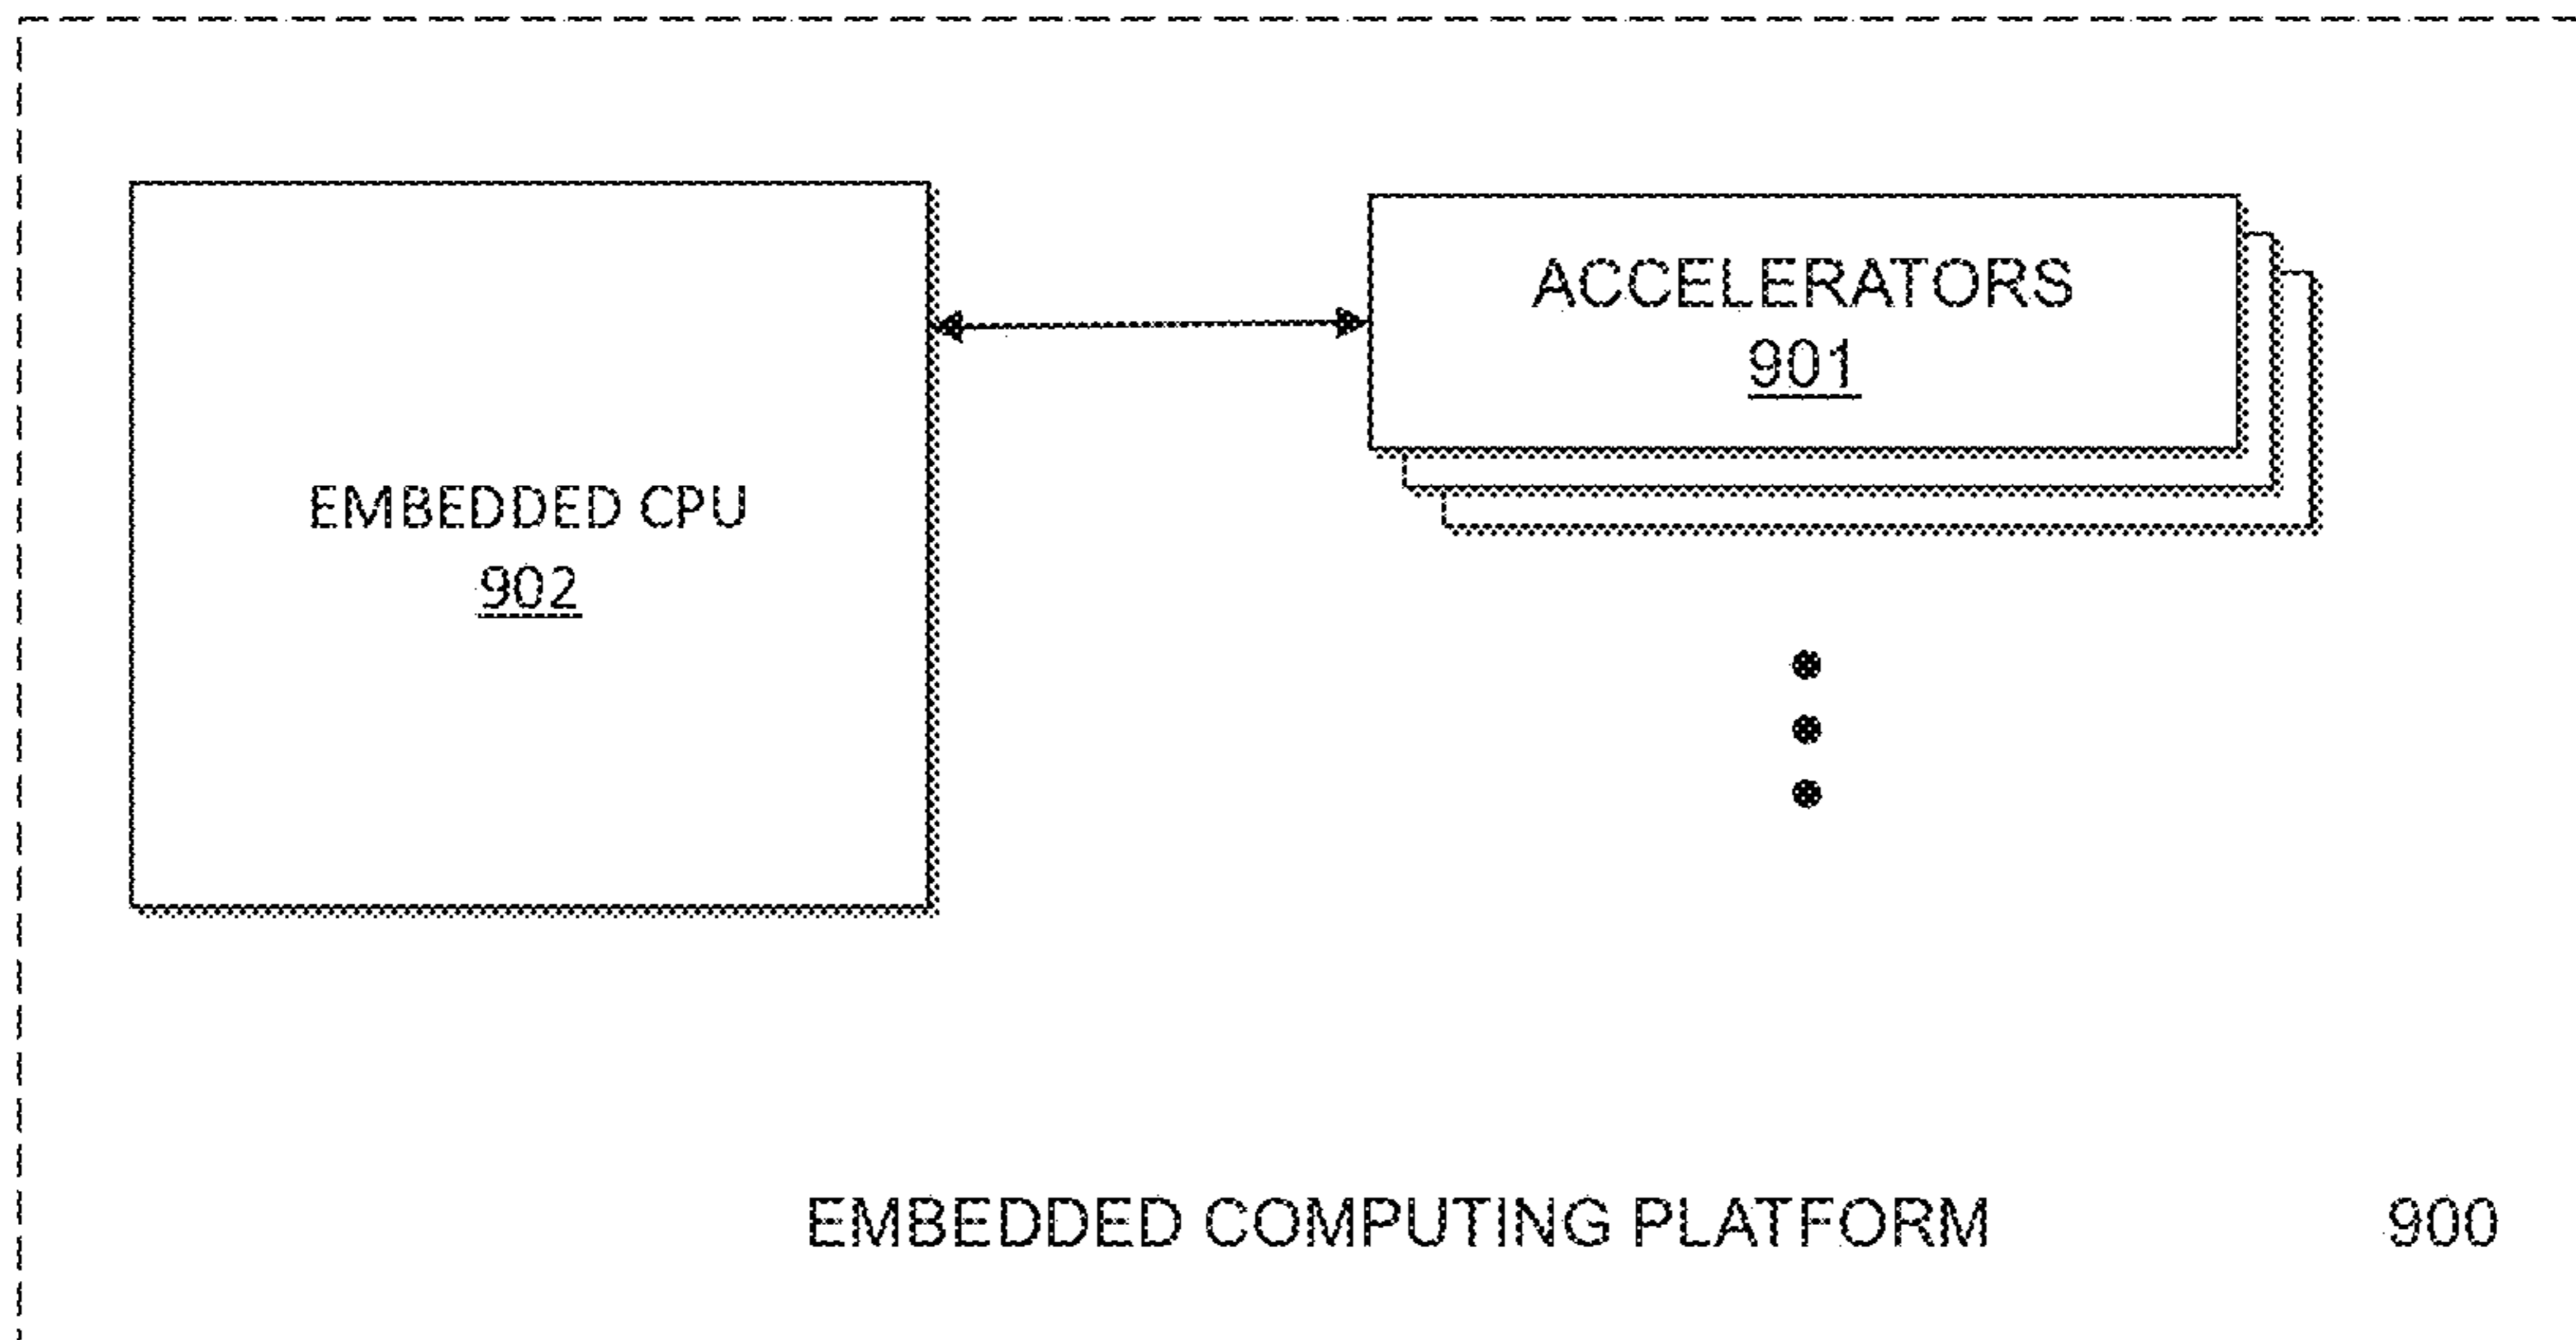 ACCELERATORS
901
EMBEDDED CPU
902
EMBEDDED COMPUTING PLATFORM
900